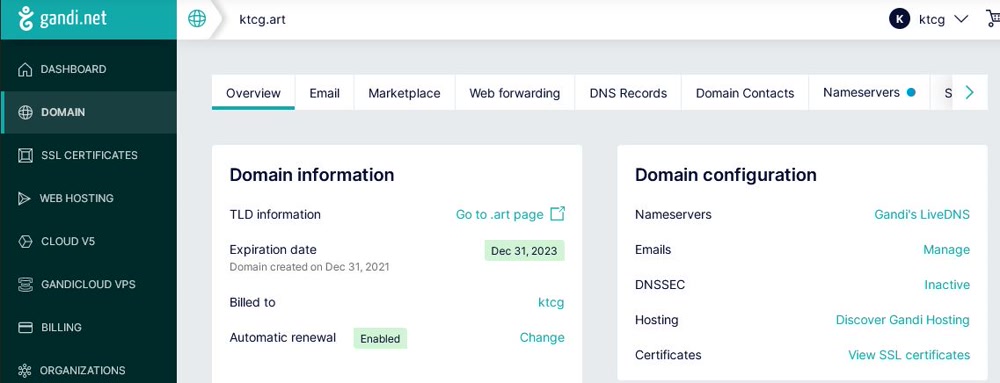 gandi.net
ktcg.art
K
ktcg
DASHBOARD
DOMAIN
SSL CERTIFICATES
WEB HOSTING
CLOUD V5
GANDICLOUD VPS
BILLING
ORGANIZATIONS
Overview
Email
Marketplace
Web forwarding
DNS Records
Domain Contacts
Nameservers
S
Domain information
TLD information
Go to .art page
Expiration date
Dec 31, 2023
Domain created on Dec 31, 2021
Billed to
ktcg
Automatic renewal
Enabled
Change
Domain configuration
Nameservers
Gandi's LiveDNS
Emails
Manage
DNSSEC
Inactive
Hosting
Discover Gandi Hosting
Certificates
View SSL certificates